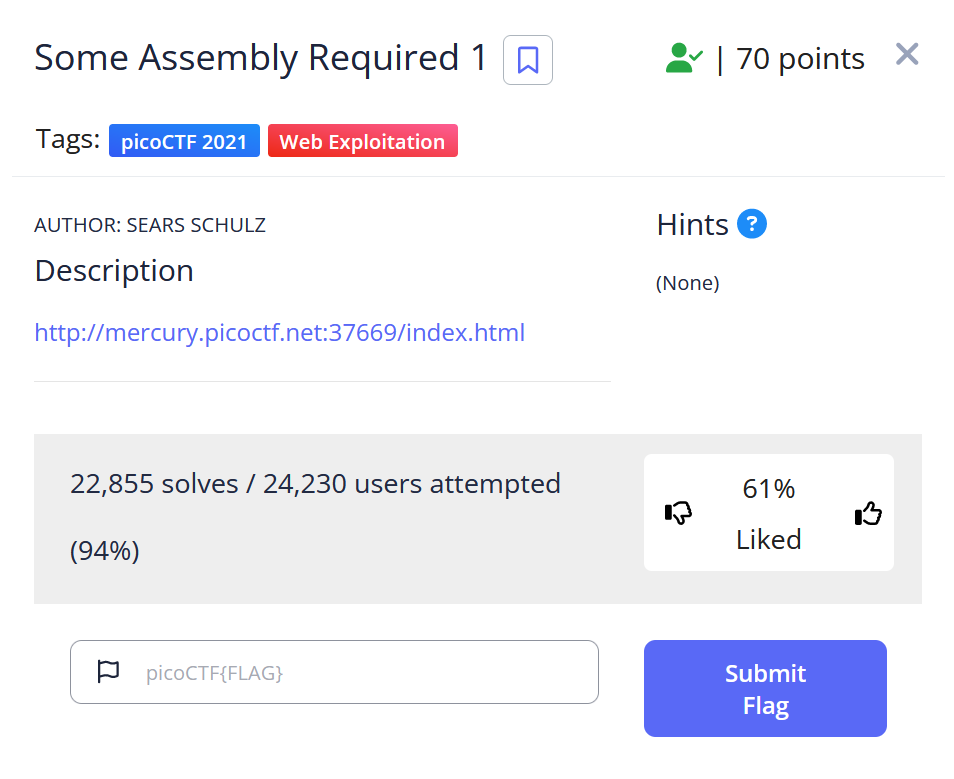 Some Assembly Required 1
| 70 points
Tags: picoCTF 2021 Web Exploitation
AUTHOR: SEARS SCHULZ
Hints ?
Description
(None)
http://mercury.picoctf.net:37669/index.html
22,855 solves / 24,230 users attempted
(94%)
61%
Liked
picoCTF{FLAG}
Submit
Flag